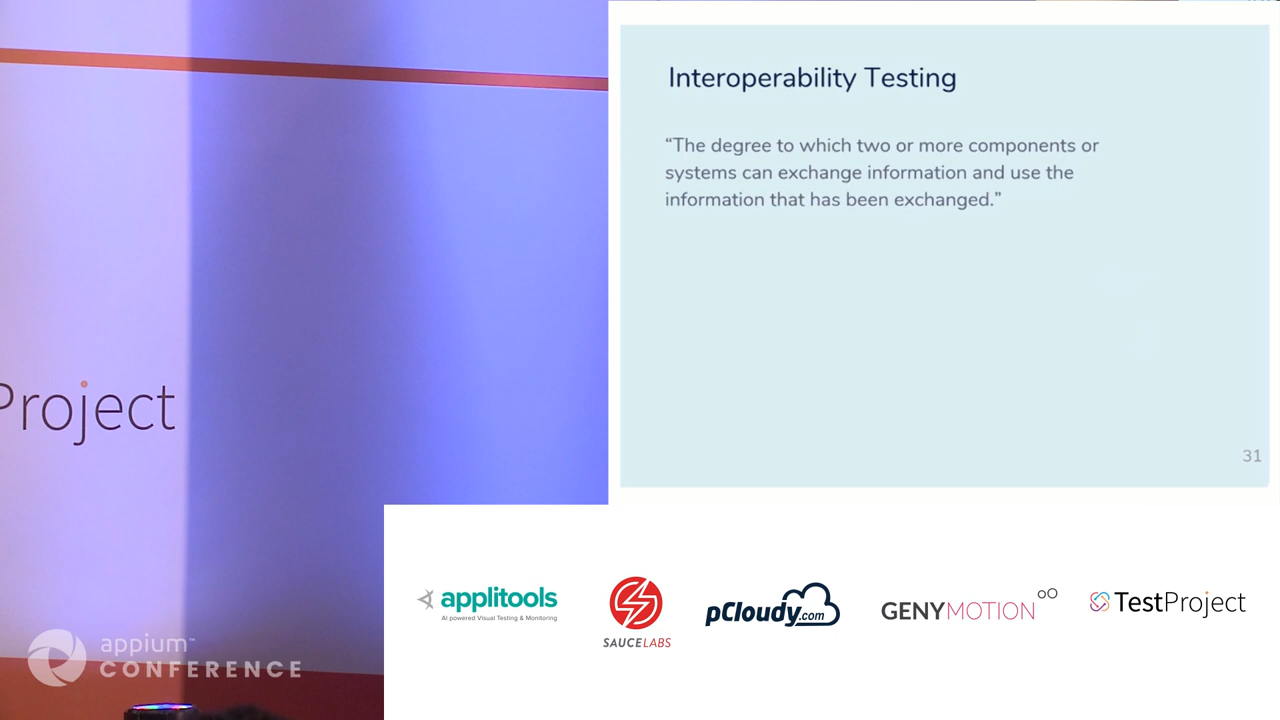 Interoperability Testing
“The degree to which two or more components or
systems can exchange information and use the
information that has been exchanged.”
31
Project
applitools
AI powered Visual Testing & Monitoring
SAUCELABS
pCloudy.com
GENYMOTION
TestProject
appium™
CONFERENCE